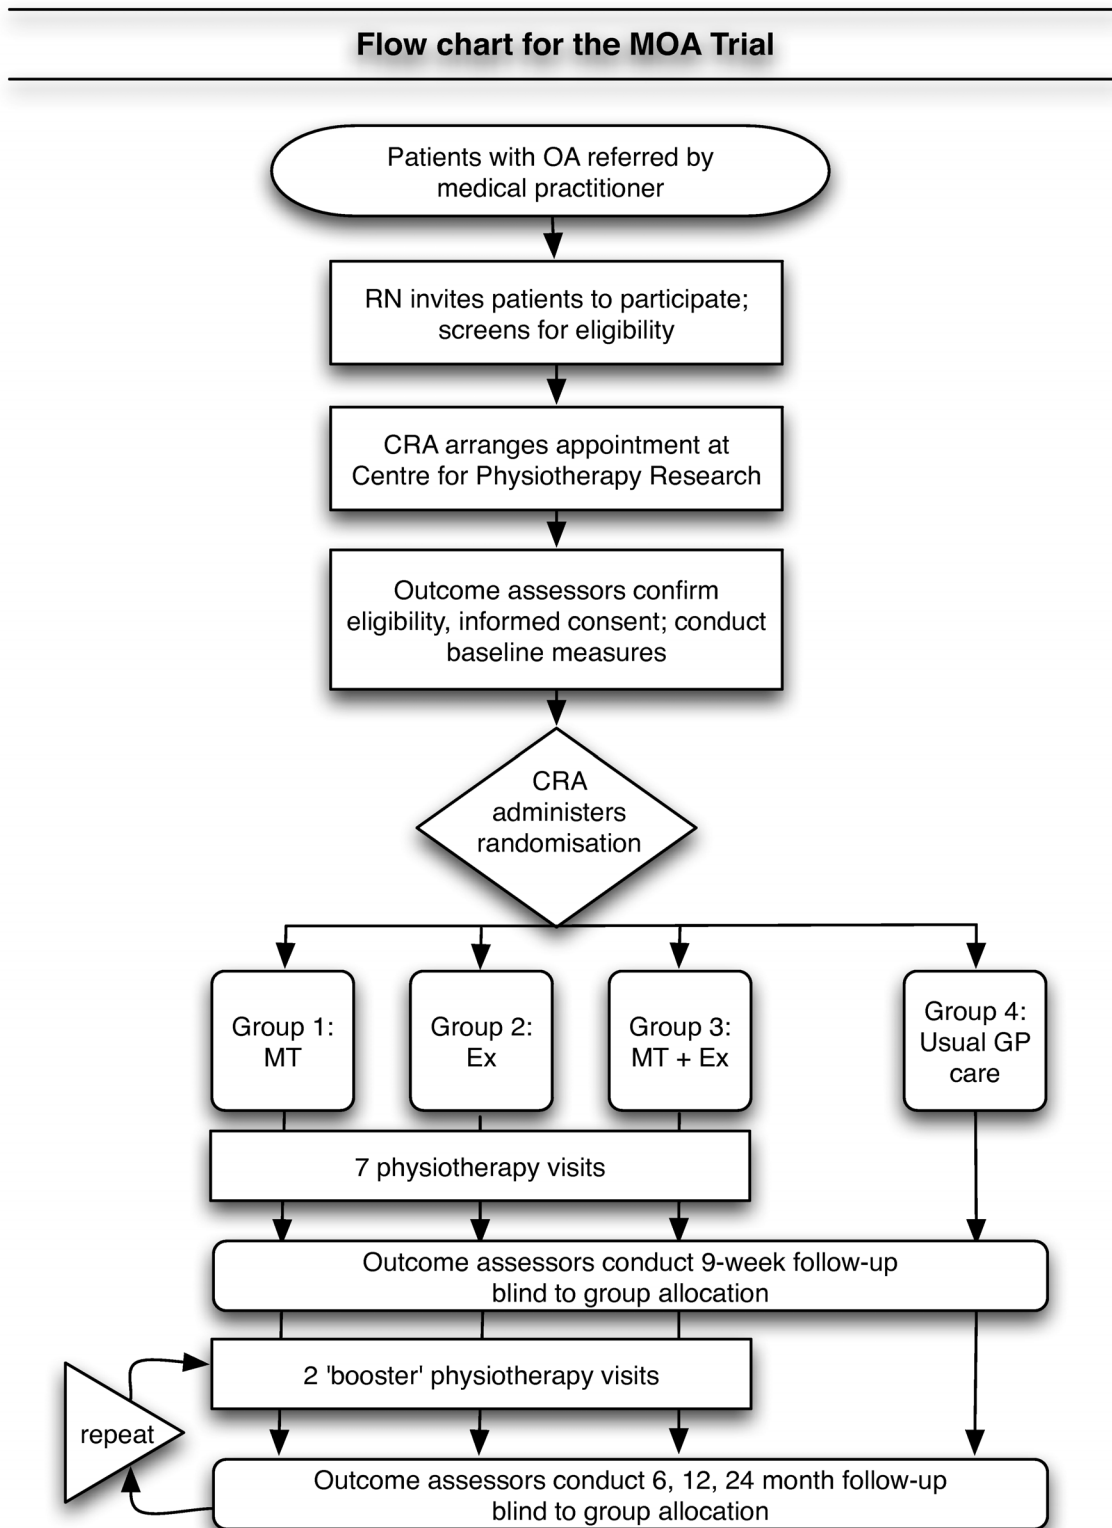 Flow chart for the MOA Trial
Patients with OA referred by
medical practitioner
RN invites patients to participate;
screens for eligibility
CRA arranges appointment at
Centre for Physiotherapy Research
Outcome assessors confirm
eligibility, informed consent; conduct
baseline measures
CRA
administers
randomisation
Group 1:
MT
Group 2:
Ex
Group 3:
MT + Ex
Group 4:
Usual GP
care
7 physiotherapy visits
Outcome assessors conduct 9-week follow-up
blind to group allocation
2 'booster' physiotherapy visits
repeat
Outcome assessors conduct 6, 12, 24 month follow-up
blind to group allocation